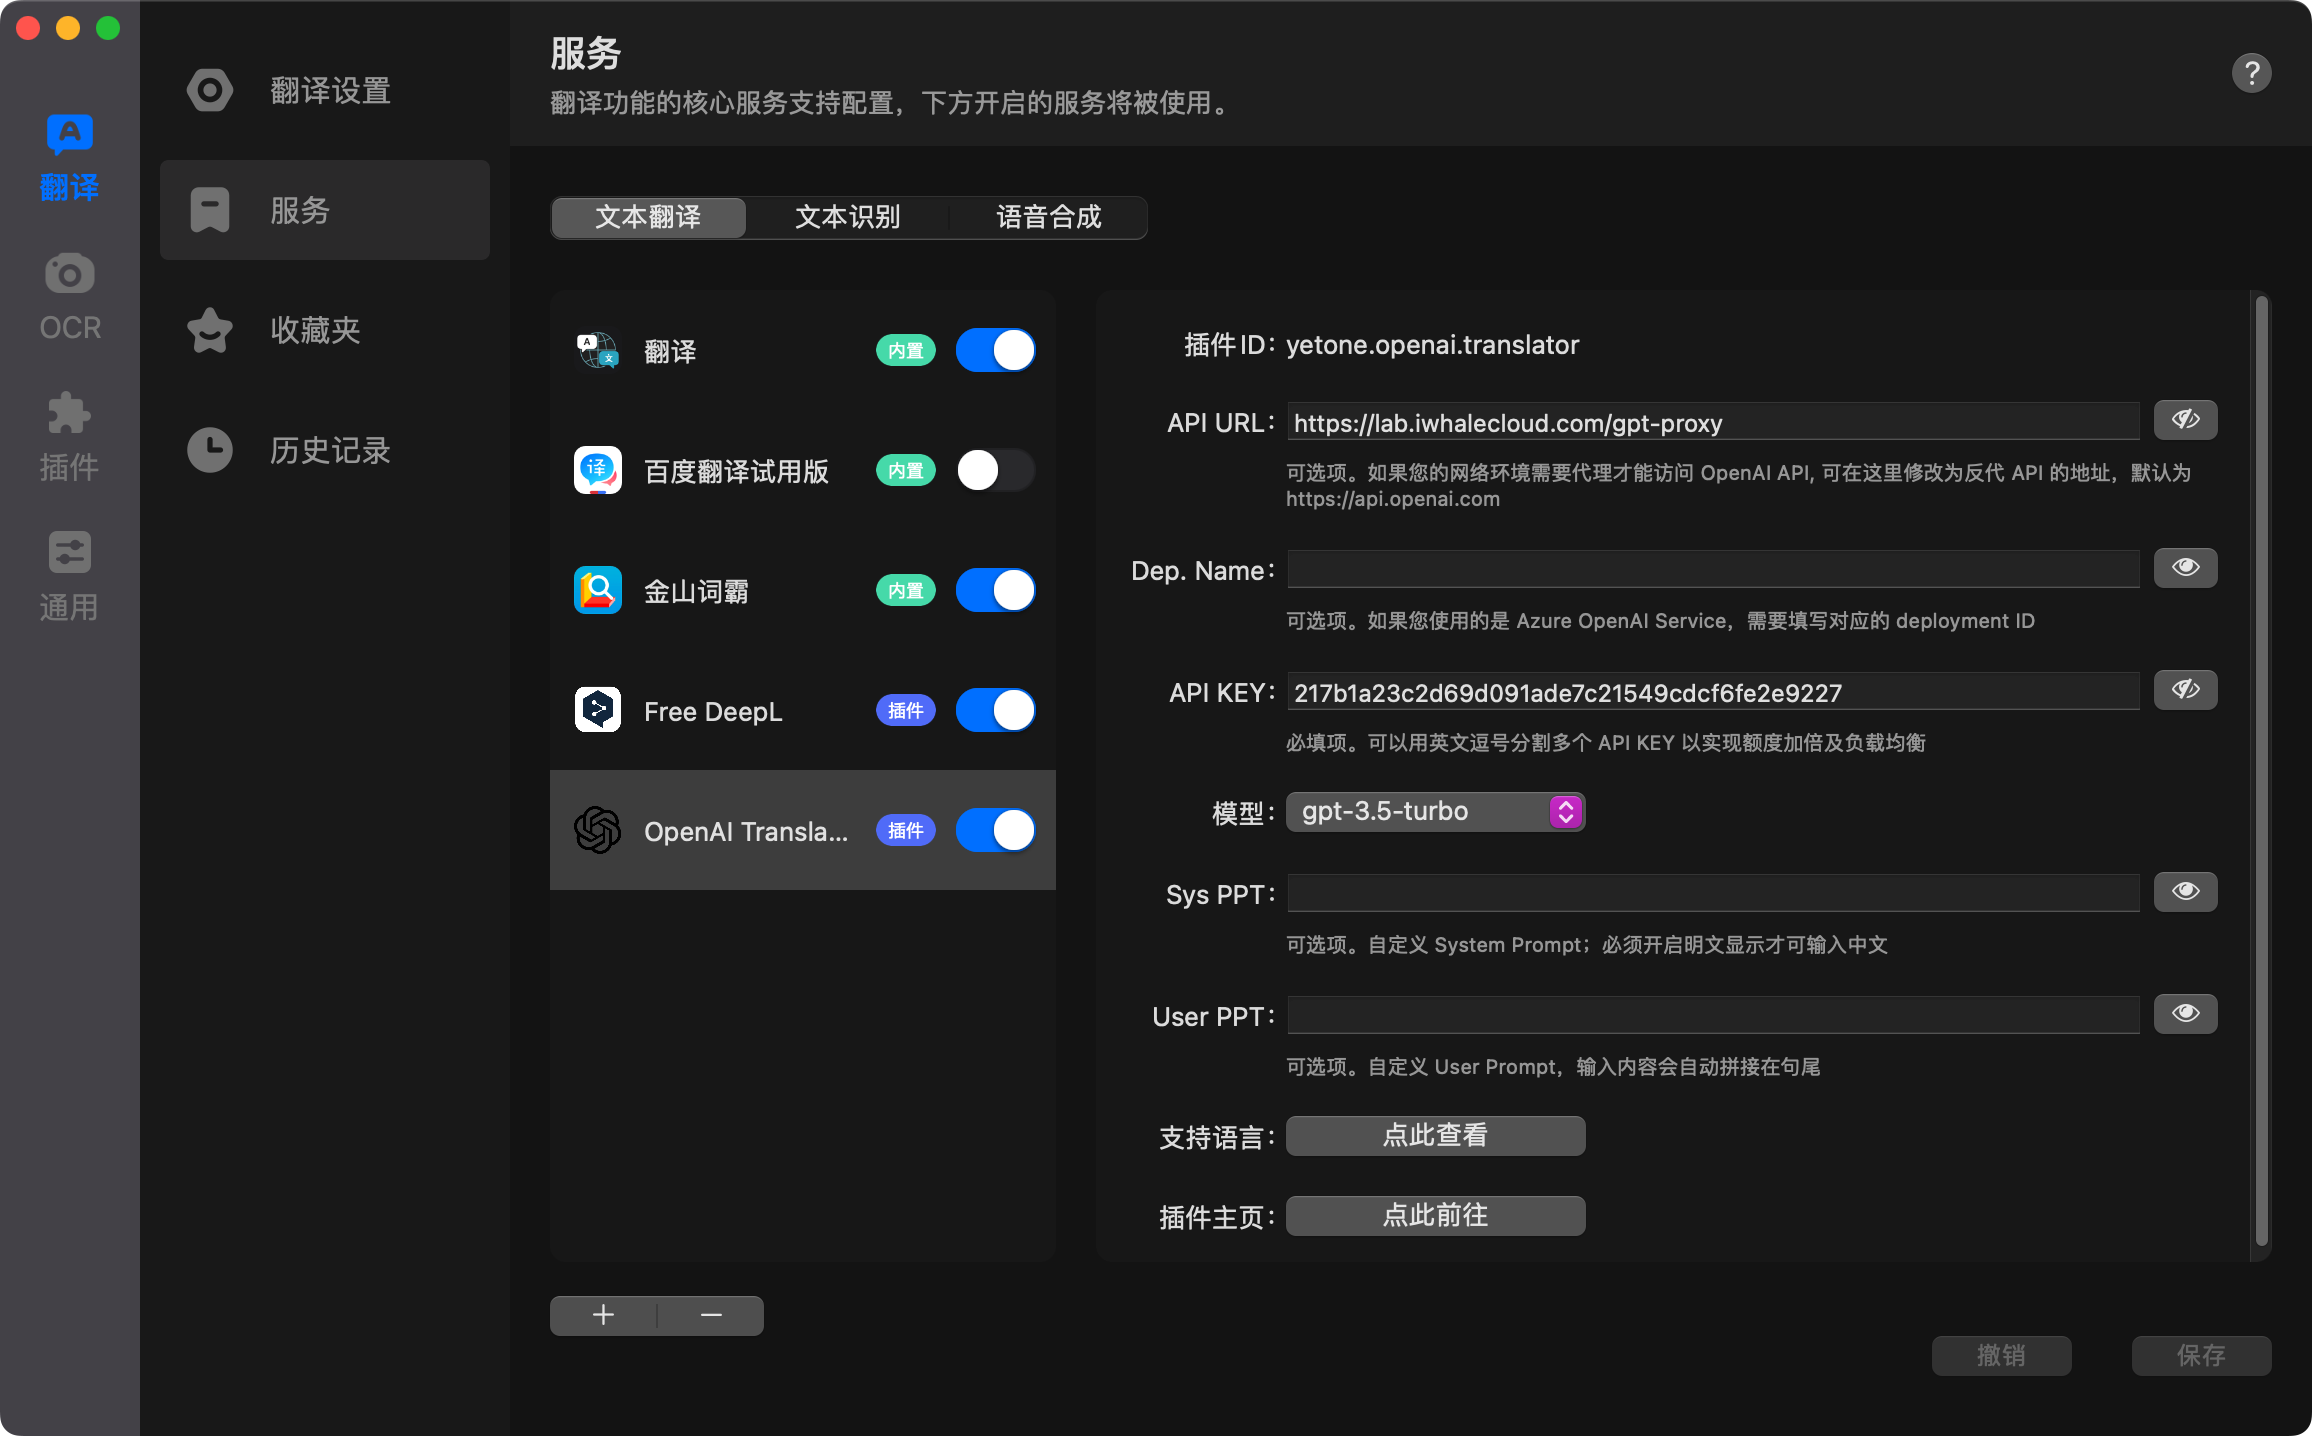 翻译
OCR
插件
通用
翻译设置
服务
收藏夹
历史记录
服务
翻译功能的核心服务支持配置，下方开启的服务将被使用。
?
文本翻译 文本识别 语音合成
翻译 内置
百度翻译试用版 内置
金山词霸 内置
Free DeepL 插件
OpenAI Transla... 插件
插件ID： yetone.openai.translator
API URL： https://lab.iwhalecloud.com/gpt-proxy
可选项。如果您的网络环境需要代理才能访问 OpenAI API, 可在这里修改为反代 API 的地址，默认为
https://api.openai.com
Dep. Name：
可选项。如果您使用的是 Azure OpenAI Service，需要填写对应的 deployment ID
API KEY： 217b1a23c2d69d091ade7c21549cdcf6fe2e9227
必填项。可以用英文逗号分割多个 API KEY 以实现额度加倍及负载均衡
模型： gpt-3.5-turbo
Sys PPT：
可选项。自定义 System Prompt；必须开启明文显示才可输入中文
User PPT：
可选项。自定义 User Prompt，输入内容会自动拼接在句尾
支持语言： 点此查看
插件主页： 点此前往
撤销 保存